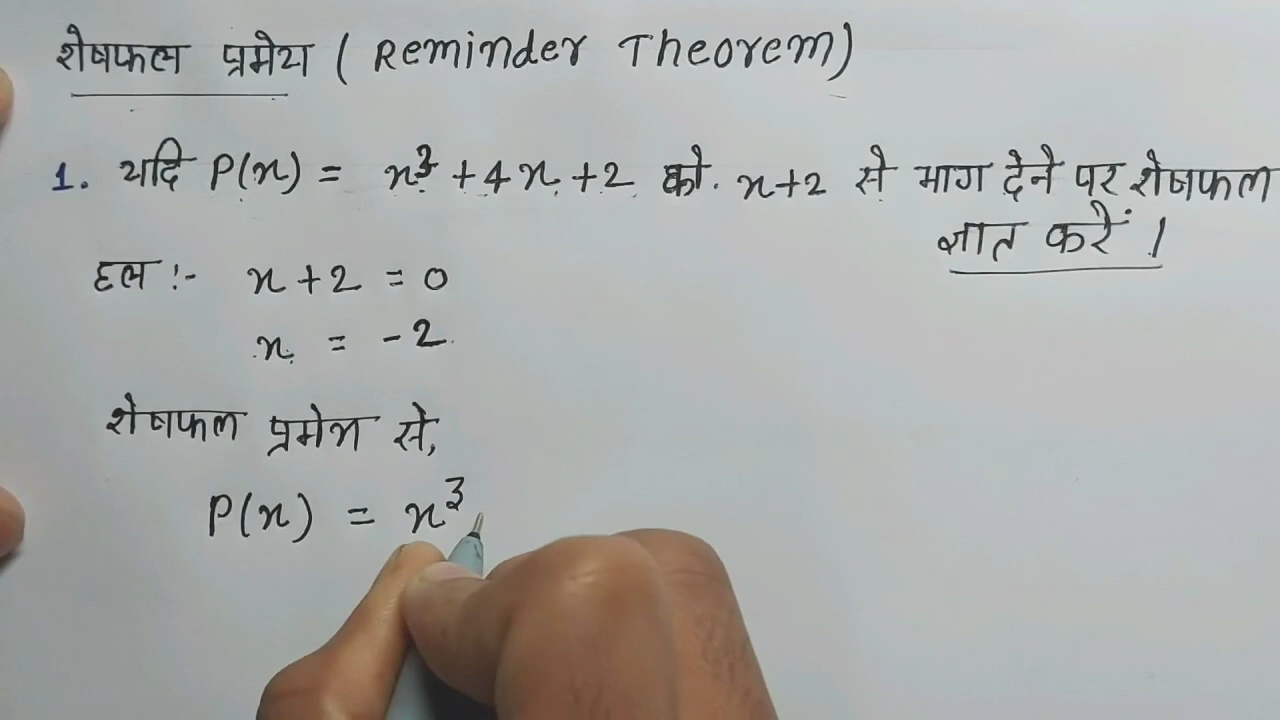 शेषफल प्रमेय ( Reminder Theorem)
1. यदि P(x) = x³ + 4x + 2 को x+2 से भाग देने पर शेषफल
ज्ञात करें ।
हल :- x + 2 = 0
x = -2
शेषफल प्रमेय से,
P(x) = x³